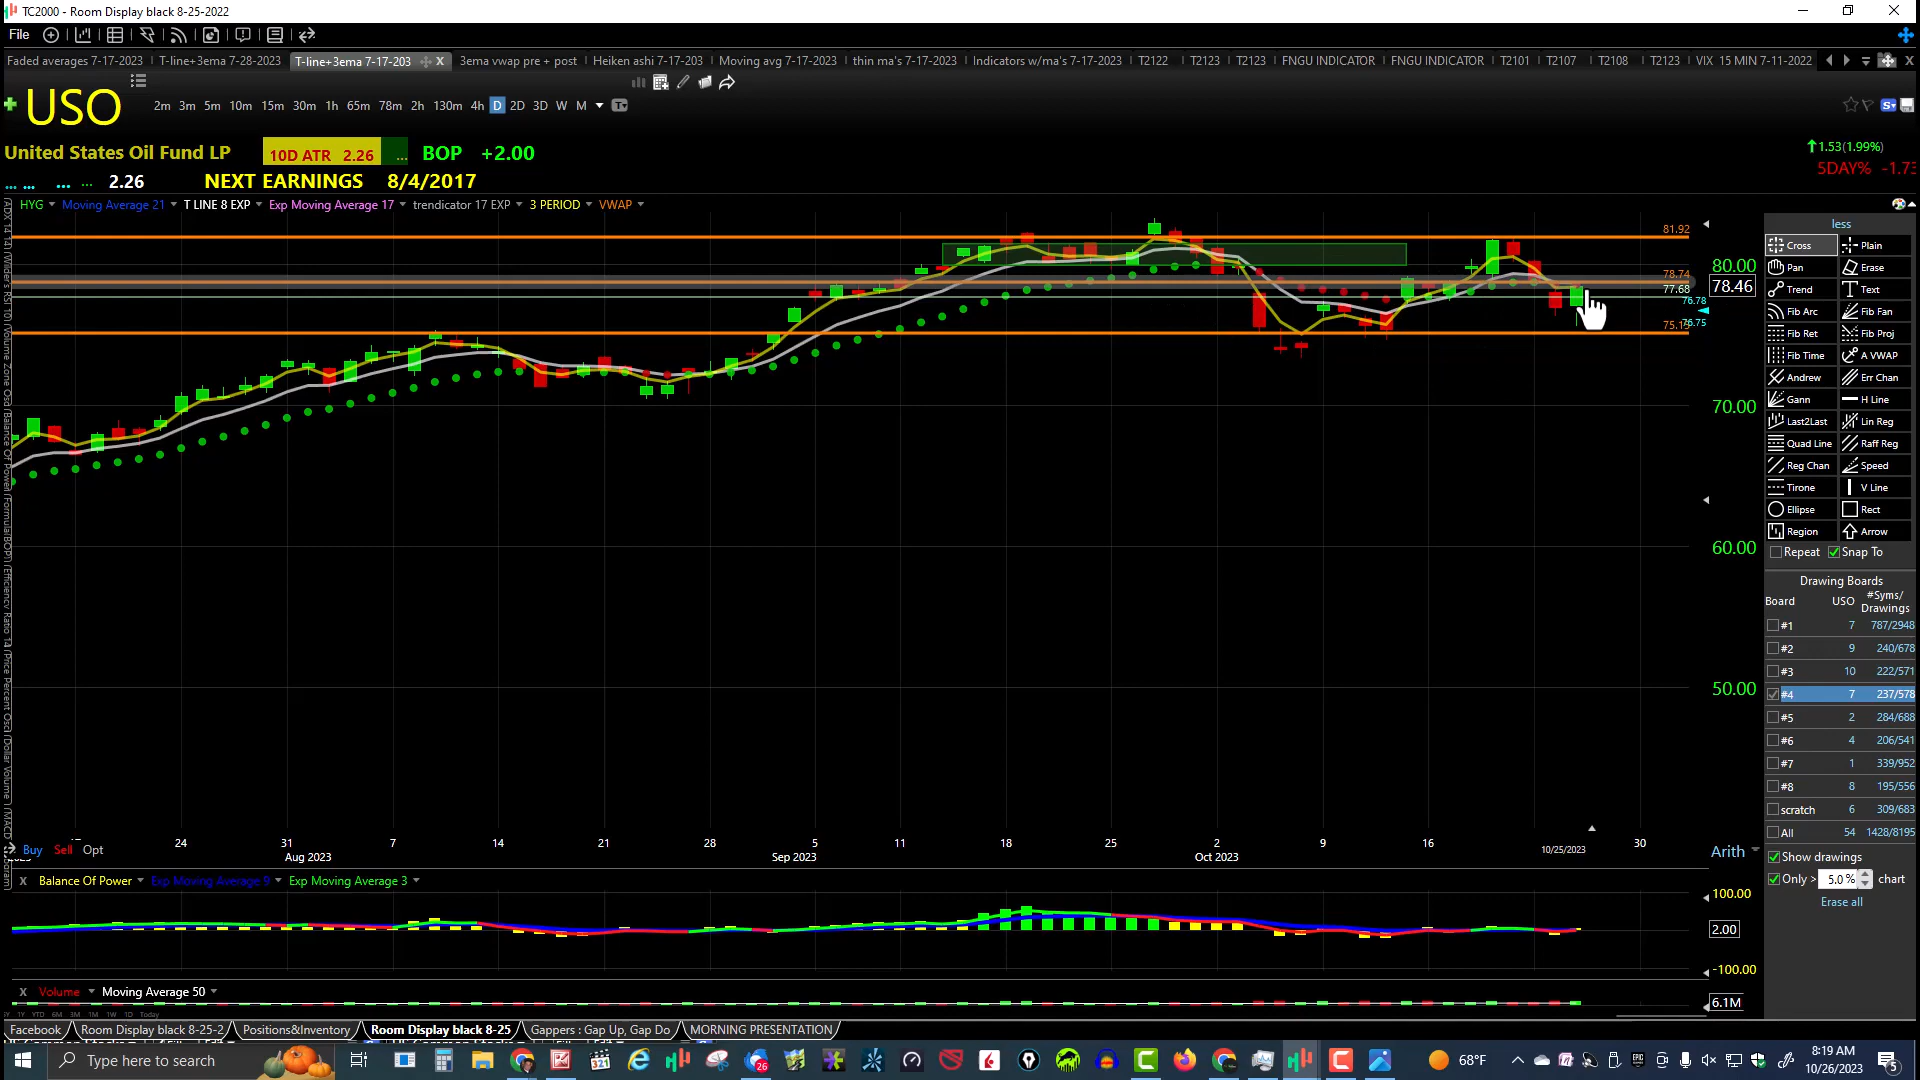 TC2000 - Room Display black 8-25-2022
File
Faded averages 7-17-2023 T-line+3ema 7-28-2023 T-line+3ema 7-17-203 X 3ema vwap pre + post Heiken ashi 7-17-203 Moving avg 7-17-2023 thin ma's 7-17-2023 Indicators w/ma's 7-17-2023 T2122 T2123 T2123 FNGU INDICATOR FNGU INDICATOR T2101 T2107 T2108 T2123 VIX 15 MIN 7-11-2022 X
USO 2m 3m 5m 10m 15m 30m 1h 65m 78m 2h 130m 4h D 2D 3D W M
United States Oil Fund LP 10D ATR 2.26 ... BOP +2.00 1.53(1.99%)
5DAY% -1.73
... ... ... ... 2.26 NEXT EARNINGS 8/4/2017
HYG Moving Average 21 T LINE 8 EXP Exp Moving Average 17 trendicator 17 EXP 3 PERIOD VWAP
81.92
80.00
78.74
78.46
77.68
76.78
76.75
70.00
60.00
50.00
less
Cross Plain
Pan Erase
Trend Text
Fib Arc Fib Fan
Fib Ret Fib Proj
Fib Time A VWAP
Andrew Err Chan
Gann H Line
Last2Last Lin Reg
Quad Line Raff Reg
Reg Chan Speed
Tirone V Line
Ellipse Rect
Region Arrow
Repeat Snap To
Drawing Boards
Board USO #Syms/
Drawings
#1 7 787/2948
#2 9 240/678
#3 10 222/571
#4 7 237/578
#5 2 284/688
#6 4 206/541
#7 1 339/952
#8 8 195/556
scratch 6 309/683
All 54 1428/8195
Show drawings
Only > 5.0 % chart
Erase all
24 31 7 14 21 28 5 11 18 25 2 9 16 10/25/2023 30
Aug 2023 Sep 2023 Oct 2023 Arith
Buy Sell Opt
X Balance Of Power Exp Moving Average 9 Exp Moving Average 3
100.00
2.00
-100.00
X Volume Moving Average 50
6.1M
YTD 6M 3M 1M 1W 1D Today
Facebook Room Display black 8-25-2 Positions&Inventory Room Display black 8-25 Gappers : Gap Up, Gap Do MORNING PRESENTATION
Type here to search 26 68°F 8:19 AM
10/26/2023 5